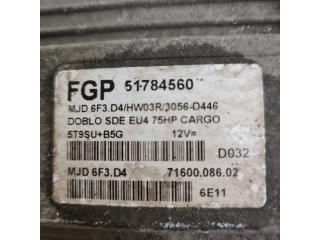 FGP 51784560
MJD 6F3.D4/HW03R/3056-D446
DOBLO SDE EU4 75HP CARGO
5T9SU+B5G 12V=
D032
MJD 6F3.D4 71600.086.02
6E11